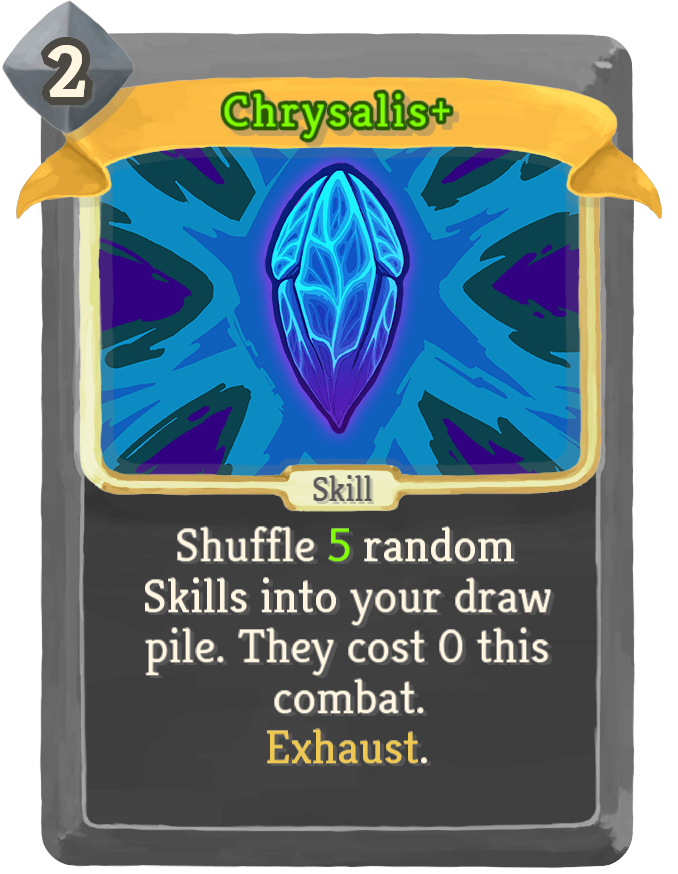 2
Chrysalis+
Skill
Shuffle 5 random
Skills into your draw
pile. They cost 0 this
combat.
Exhaust.